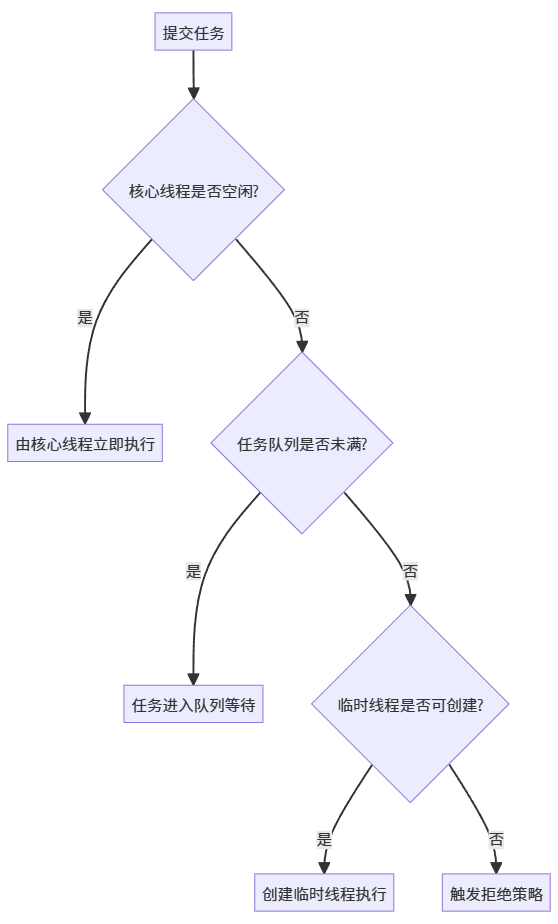 提交任务
核心线程是否空闲?
是
否
由核心线程立即执行
任务队列是否未满?
是
否
任务进入队列等待
临时线程是否可创建?
是
否
创建临时线程执行
触发拒绝策略